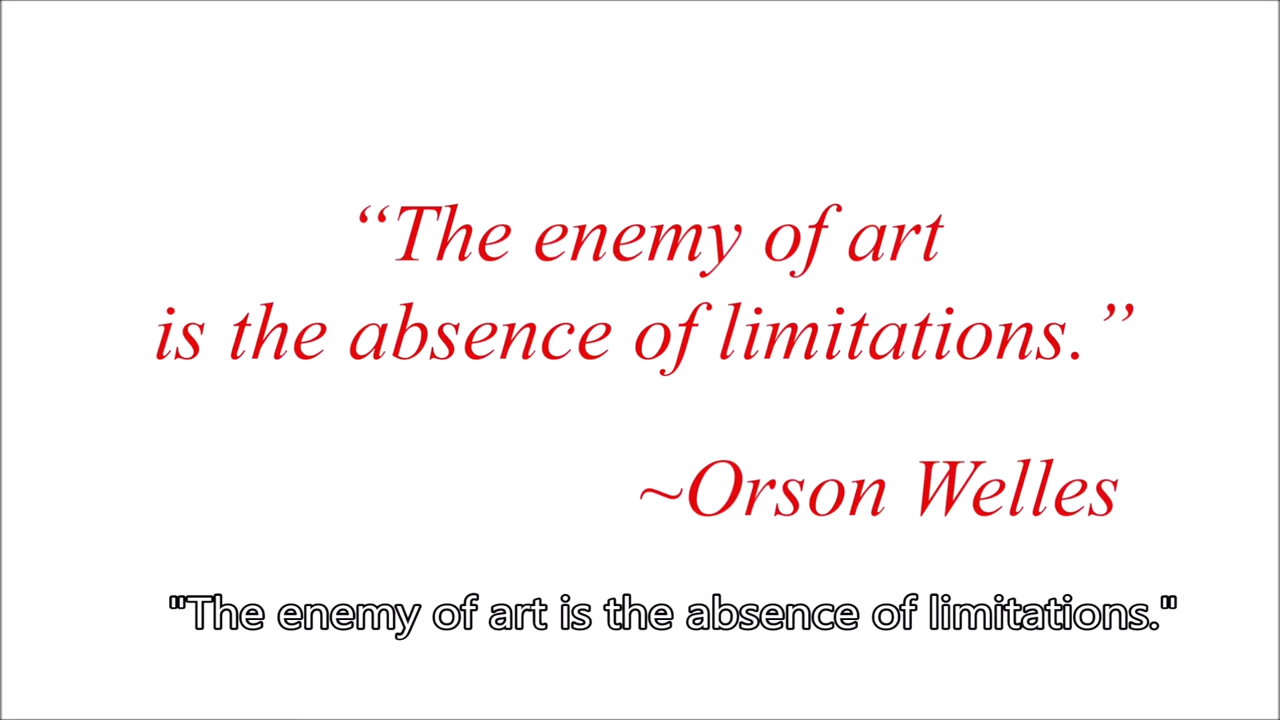 “The enemy of art
is the absence of limitations.”
~Orson Welles
"The enemy of art is the absence of limitations."